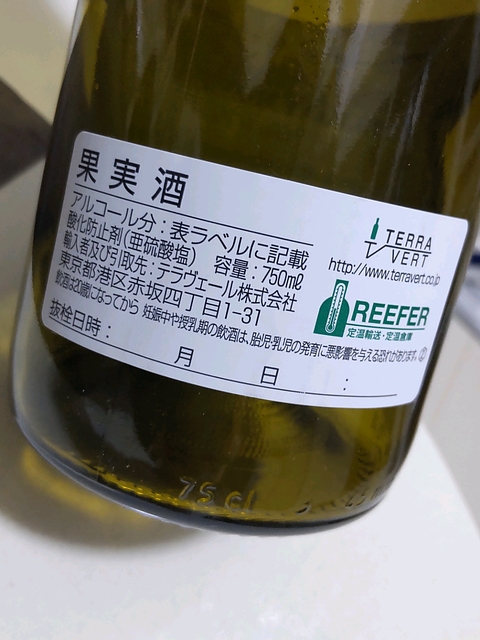 果実酒
アルコール分：表ラベルに記載
酸化防止剤(亜硫酸塩) 容量：750mℓ
輸入者及び引取先：テラヴェール株式会社
東京都港区赤坂四丁目1-31
飲酒は20歳になってから 妊娠中や授乳期の飲酒は、胎児・乳児の発育に悪影響を与える恐れがあります。②
抜栓日時： 月 日 :
TERRA
VERT
http://www.terravert.co.jp
REEFER
定温輸送・定温倉庫
75 cl